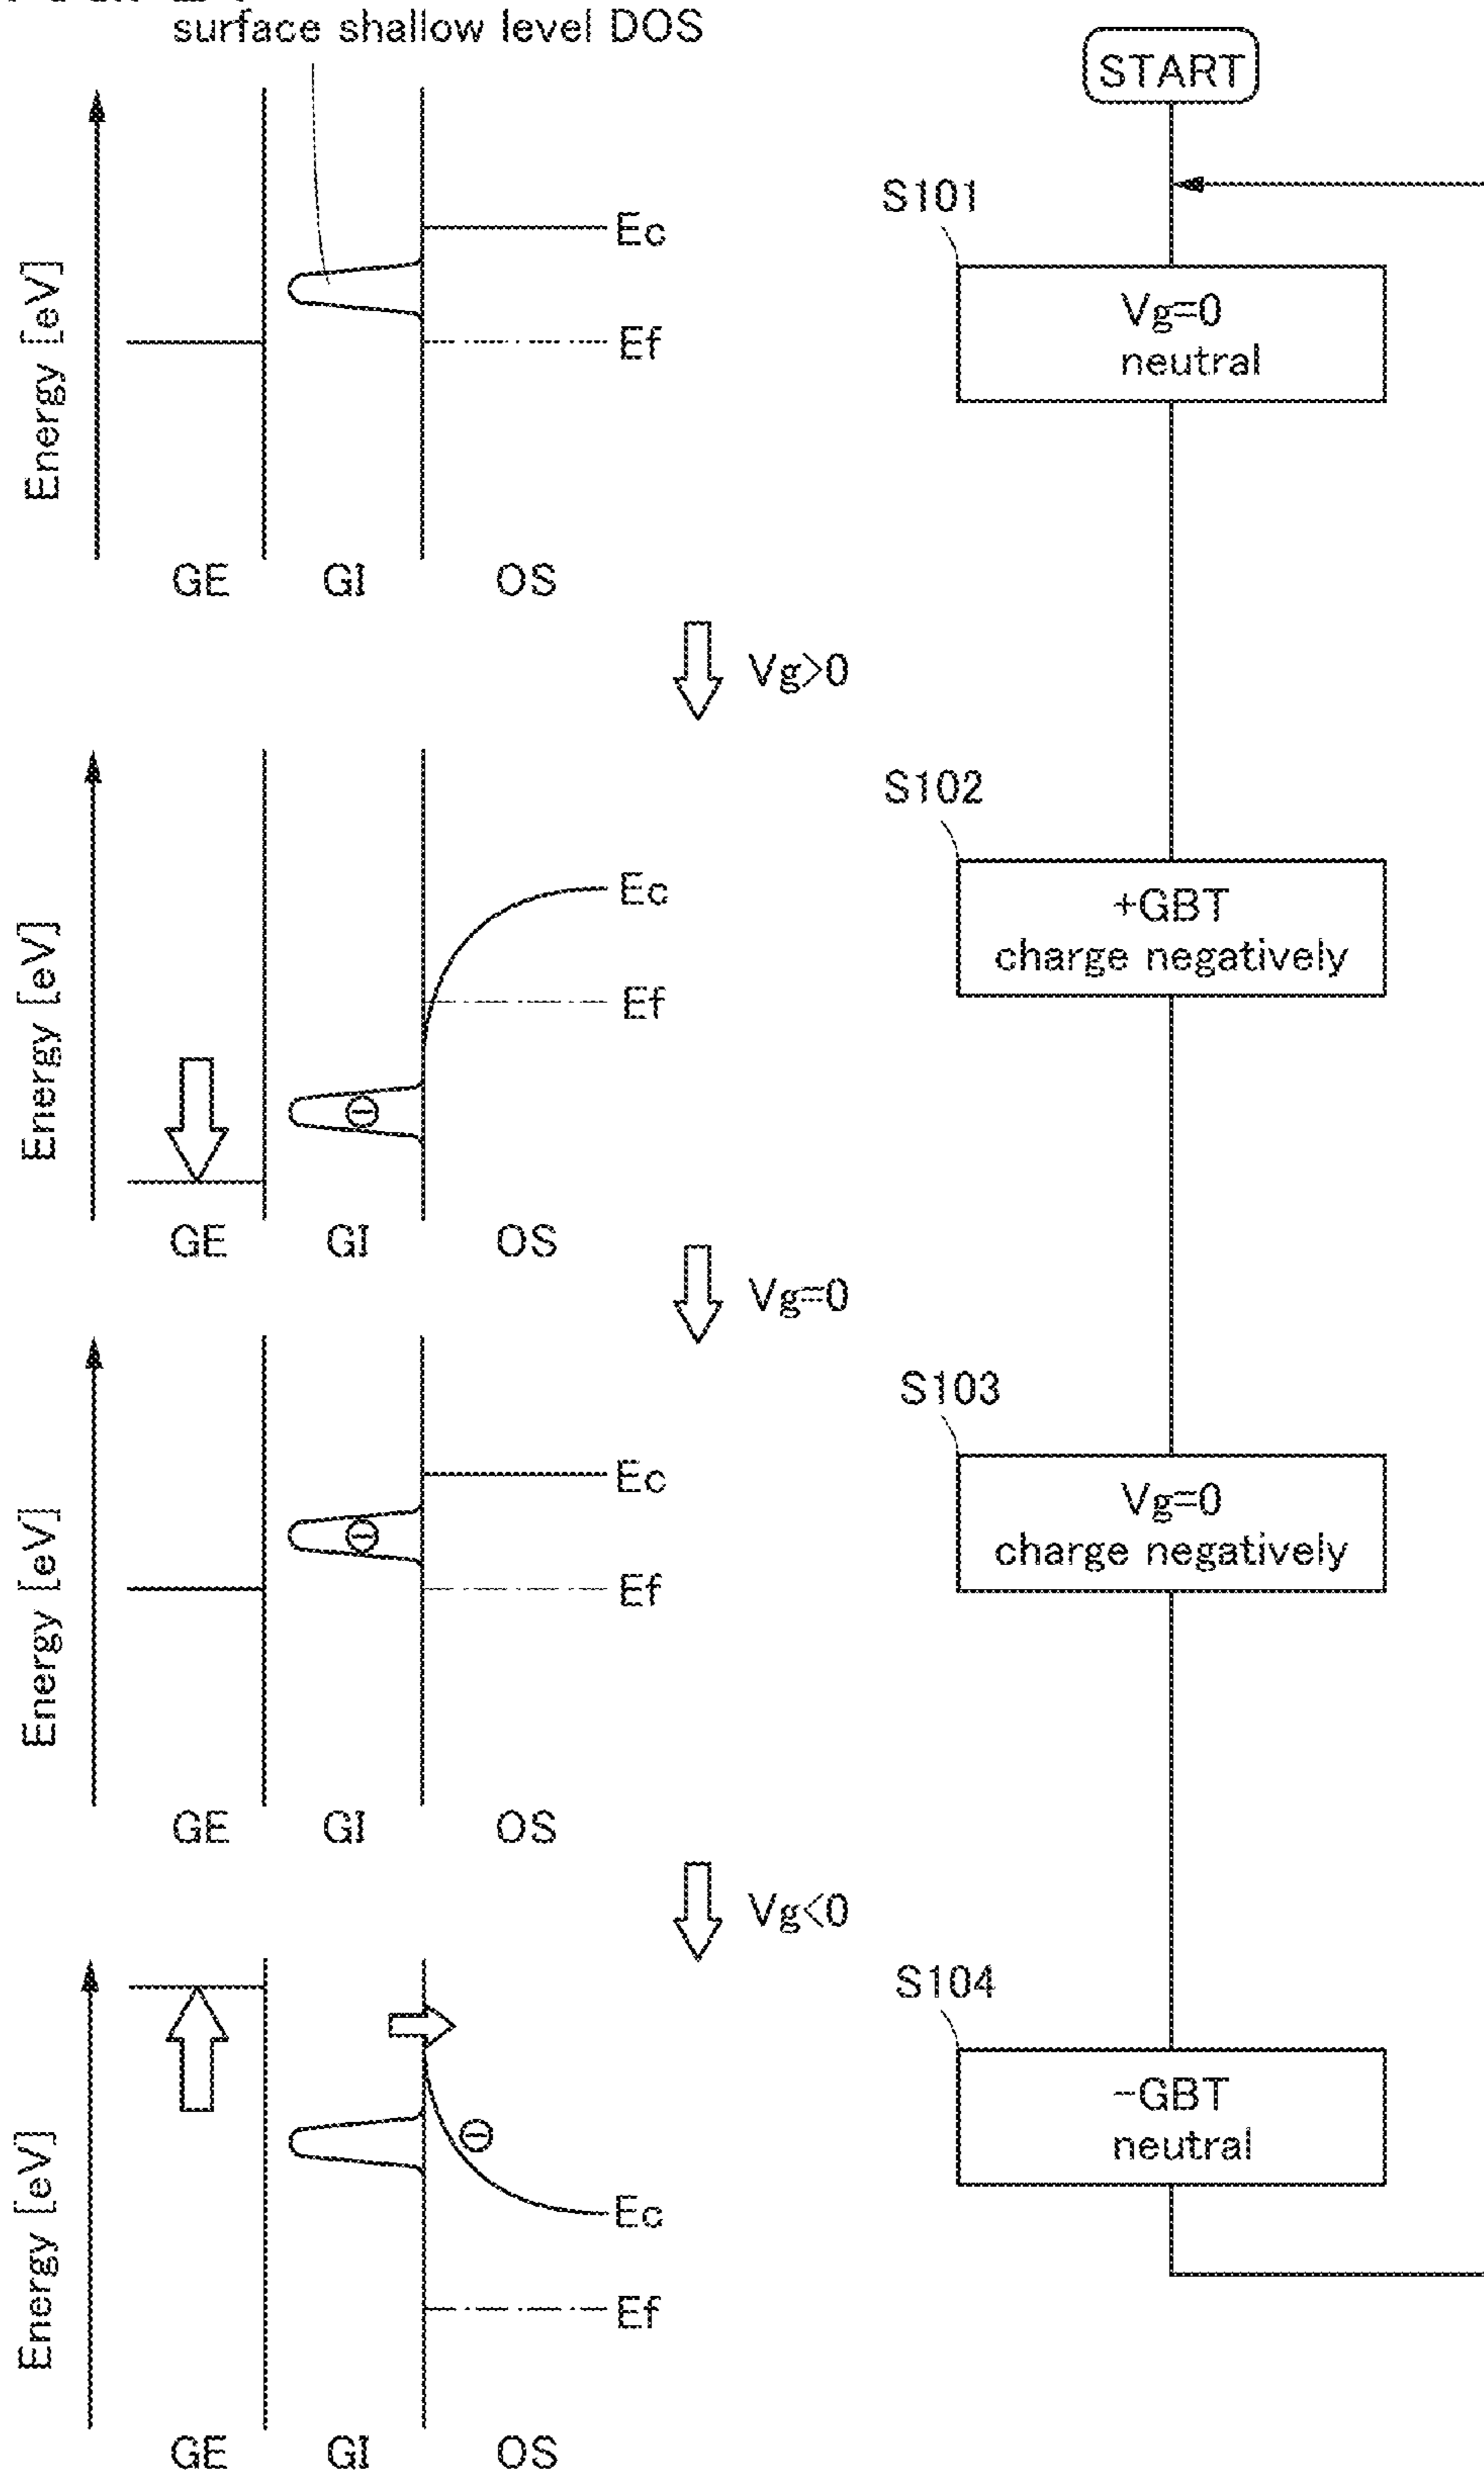 surface shallow level DOS
START
S101
Ec
Vg=0
neutral
Ef
Energy [eV]
GE GI OS
Vg>0
S102
Ec
+GBT
charge negatively
Ef
Energy [eV]
GE GI OS
Vg=0
S103
Ec
Vg=0
charge negatively
Ef
Energy [eV]
GE GI OS
Vg<0
S104
-GBT
neutral
Ec
Ef
Energy [eV]
GE GI OS